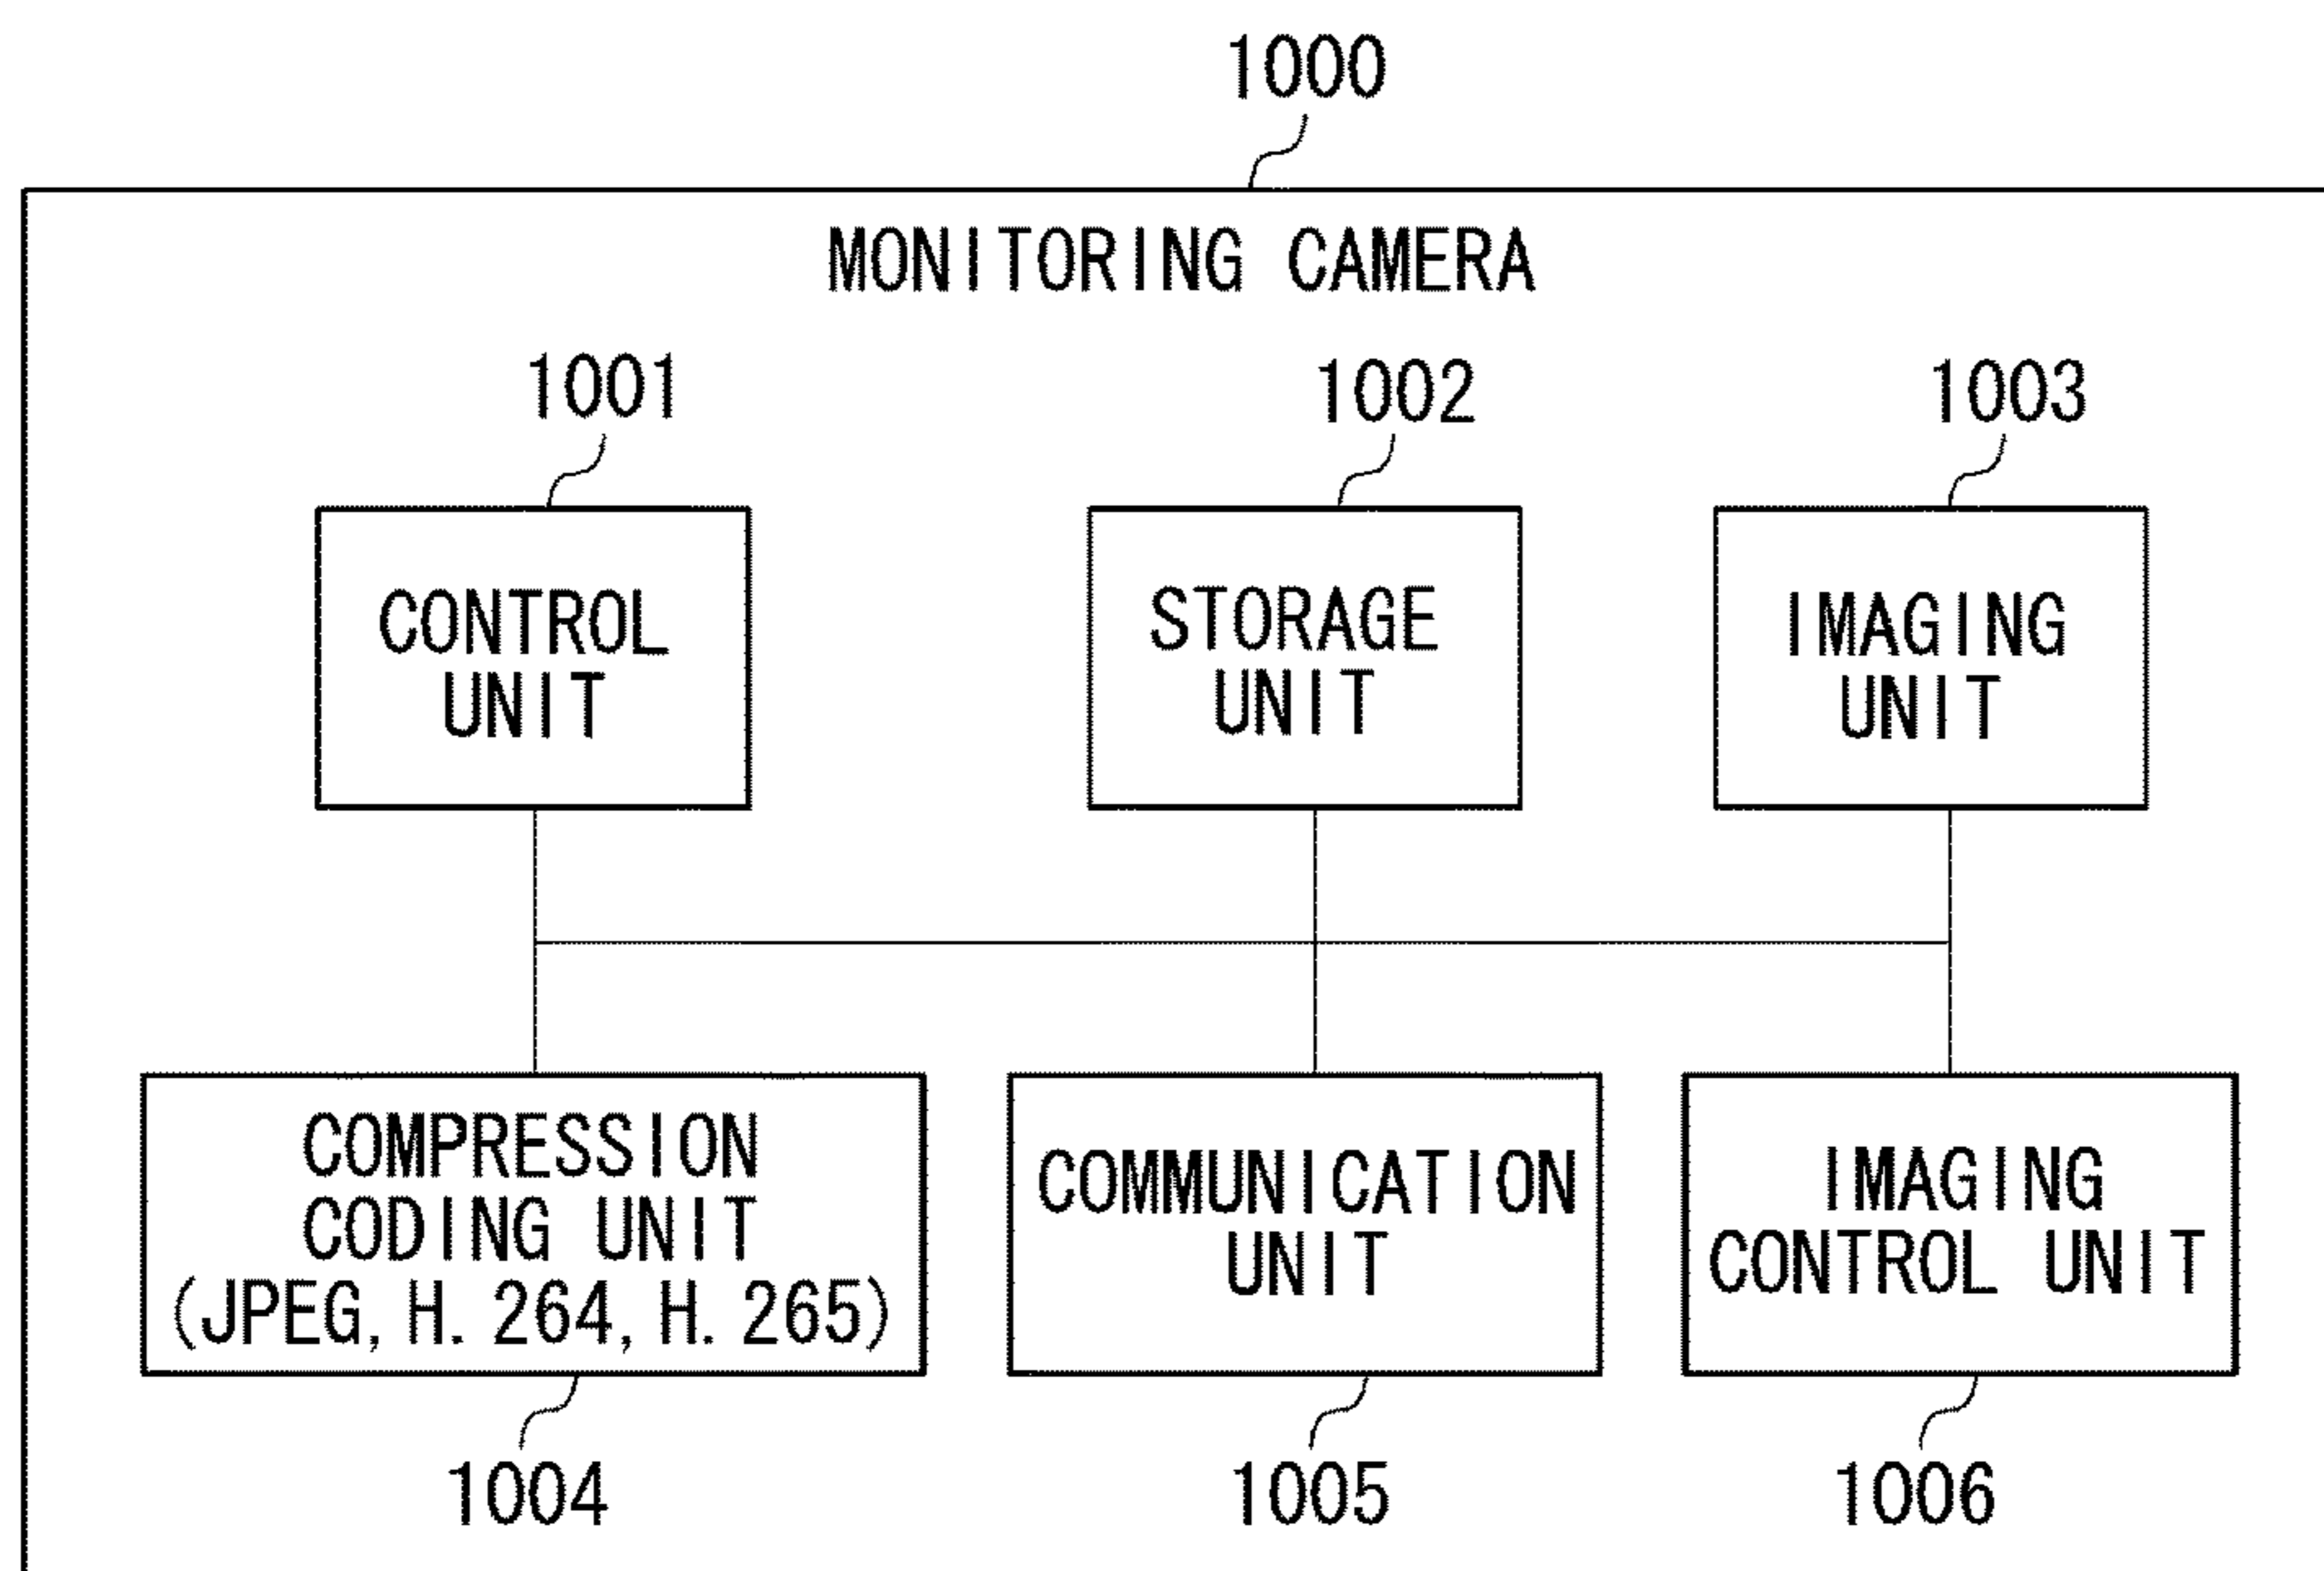 1000
MONITORING CAMERA
1001
1002
1003
CONTROL
UNIT
STORAGE
UNIT
IMAGING
UNIT
COMPRESSION
CODING UNIT
(JPEG, H. 264, H. 265)
COMMUNICATION
UNIT
IMAGING
CONTROL UNIT
1004
1005
1006